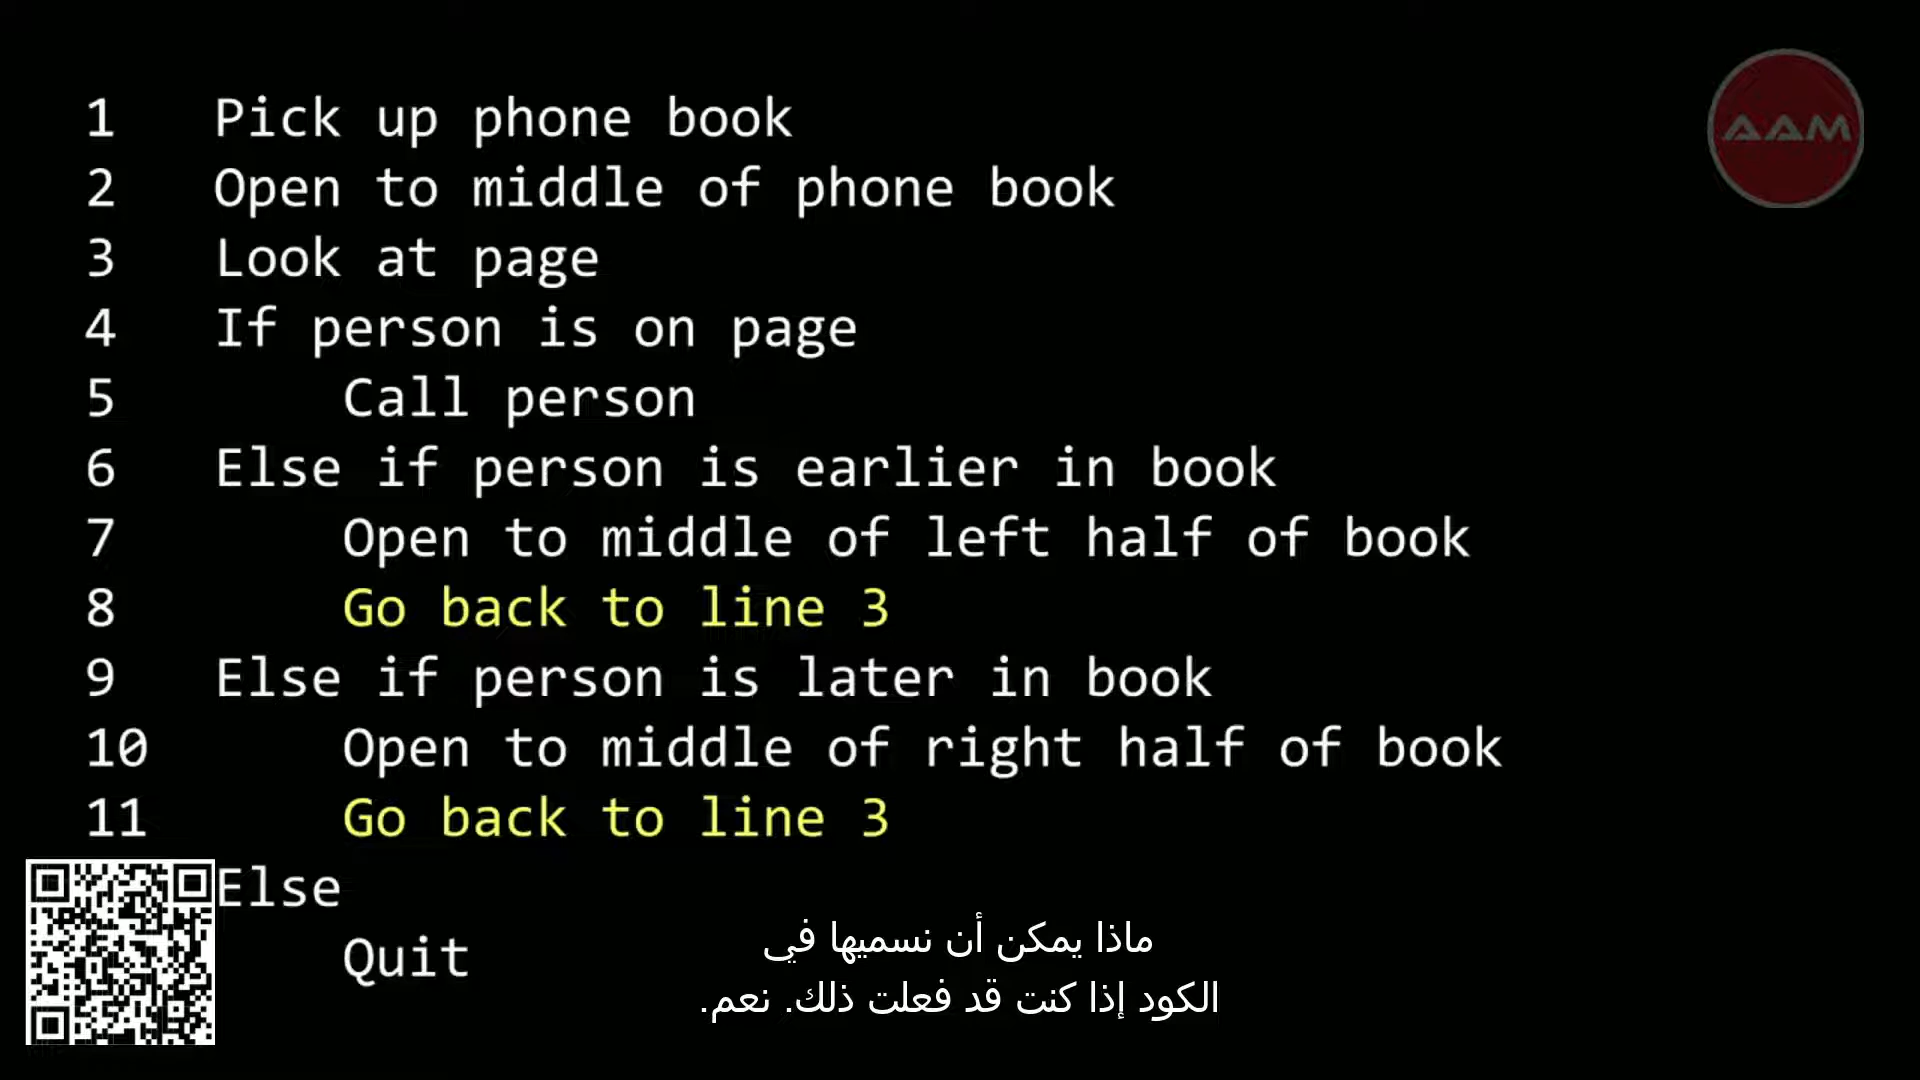 1 Pick up phone book
2 Open to middle of phone book
3 Look at page
4 If person is on page
5 Call person
6 Else if person is earlier in book
7 Open to middle of left half of book
8 Go back to line 3
9 Else if person is later in book
10 Open to middle of right half of book
11 Go back to line 3
Else
Quit
AAM
ماذا يمكن أن نسميها في
الكود إذا كنت قد فعلت ذلك. نعم.